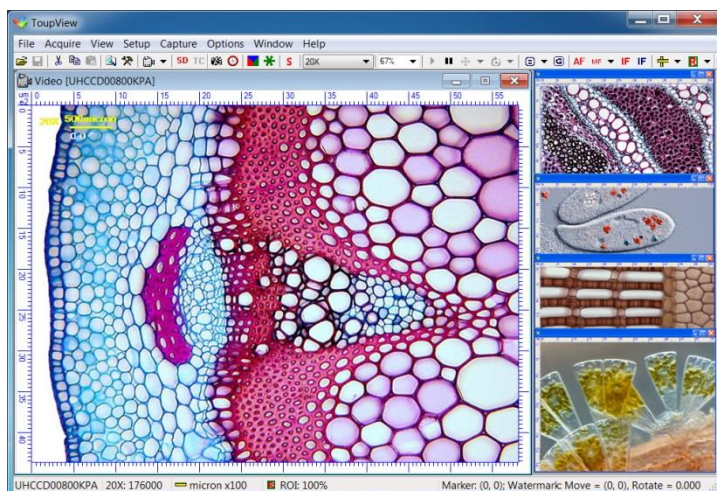 ToupView
File Acquire View Setup Capture Options Window Help
SD TC S 20X 67% AF MF IF IF
Video [UHCCD00800KPA]
0 5 10 15 20 25 30 35 40 45 50 55
20X 500um
0
5
10
15
20
25
30
35
40
UHCCD00800KPA 20X: 176000 micron x100 ROI: 100% Marker: (0, 0); Watermark: Move = (0, 0), Rotate = 0.000